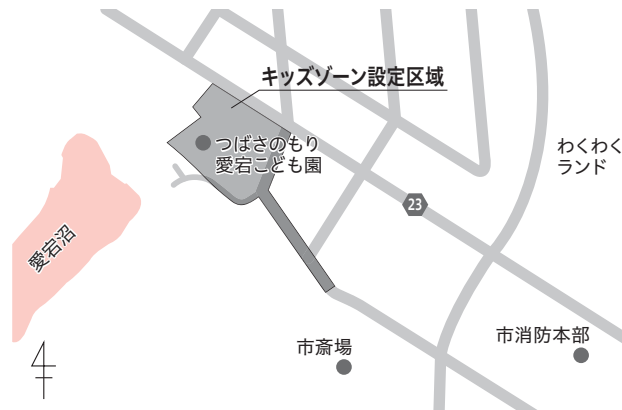 キッズゾーン設定区域
つばさのもり
愛宕こども園
わくわく
ランド
23
愛宕沼
市斎場
市消防本部